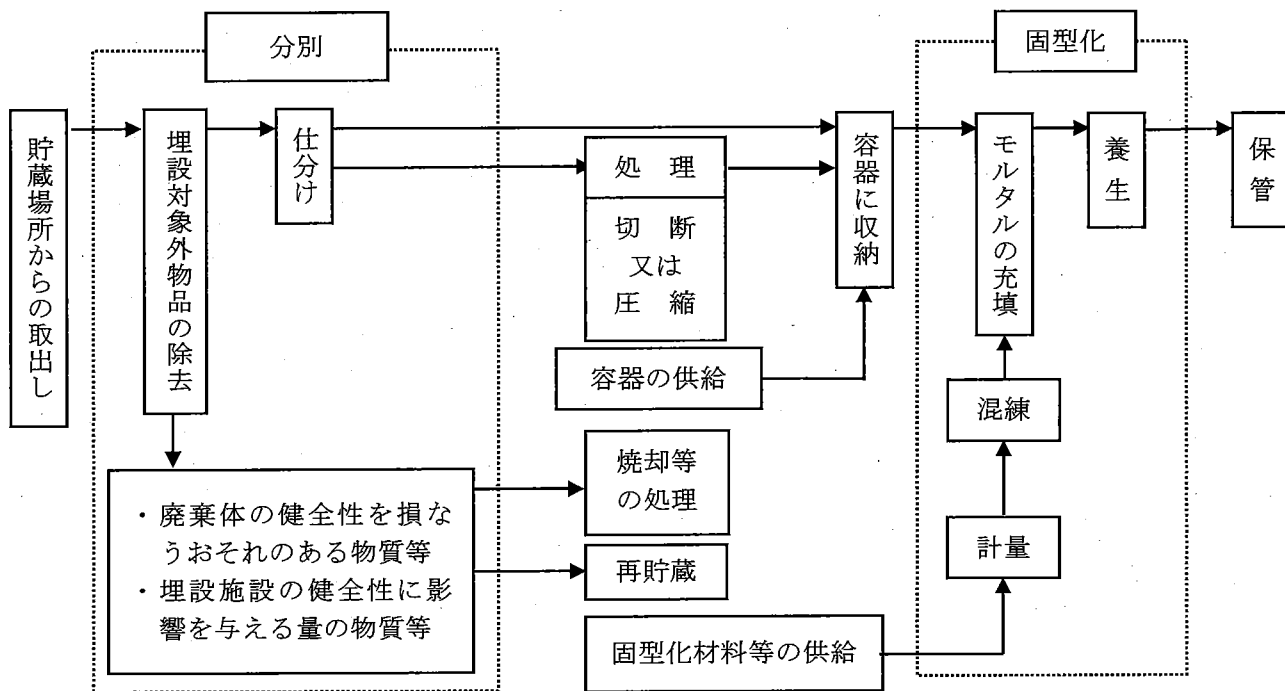 分別
固型化
貯蔵場所からの取出し
埋設対象外物品の除去
仕分け
処 理
切 断
又は
圧 縮
容器に収納
モルタルの充填
養生
保管
容器の供給
混練
焼却等
の処理
・廃棄体の健全性を損な
うおそれのある物質等
・埋設施設の健全性に影
響を与える量の物質等
計量
再貯蔵
固型化材料等の供給